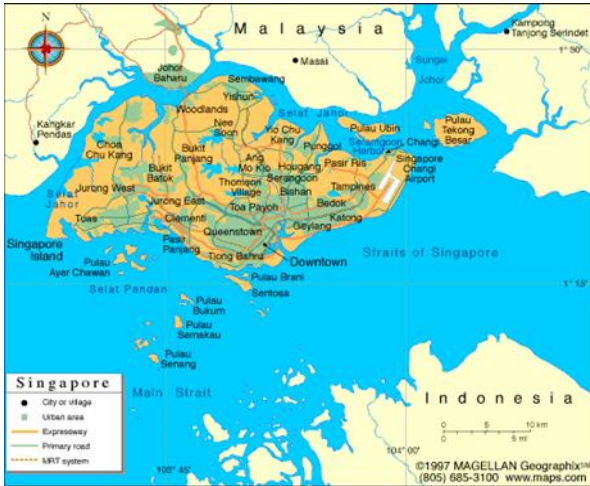 Malaysia
Kampong
Tanjong Serindet
1° 30'
Johor
Baharu
Masai
Sungei
Johor
Sembawang
Yishun
Kangkar
Pendas
Woodlands
Selat Johor
Nee
Soon
Yio Chu
Kang
Pulau Ubin
Pulau
Tekong
Besar
Choa
Chu Kang
Bukit
Panjang
Punggol
Serangoon
Harbor
Changi
Ang
Mo Kio
Hougang
Pasir Ris
Singapore
Changi
Airport
Bukit
Batok
Serangoon
Selat
Johor
Jurong West
Thomson
Village
Bishan
Tampines
Jurong East
Toa Payoh
Bedok
Toas
Clementi
Katong
Queenstown
Geylang
Singapore
Island
Pasir
Panjang
Tiong Bahru
Downtown
Straits of Singapore
Pulau
Ayer Chawan
Pulau Brani
Selat Pandan
Sentosa
1° 15'
Pulau
Bukum
Pulau
Semakau
Pulau
Senang
Main Strait
Indonesia
Singapore
City or village
Urban area
Expressway
Primary road
MRT system
0 5 10 km
0 5 mi
103° 45'
104° 00'
©1997 MAGELLAN Geographix℠
(805) 685-3100 www.maps.com